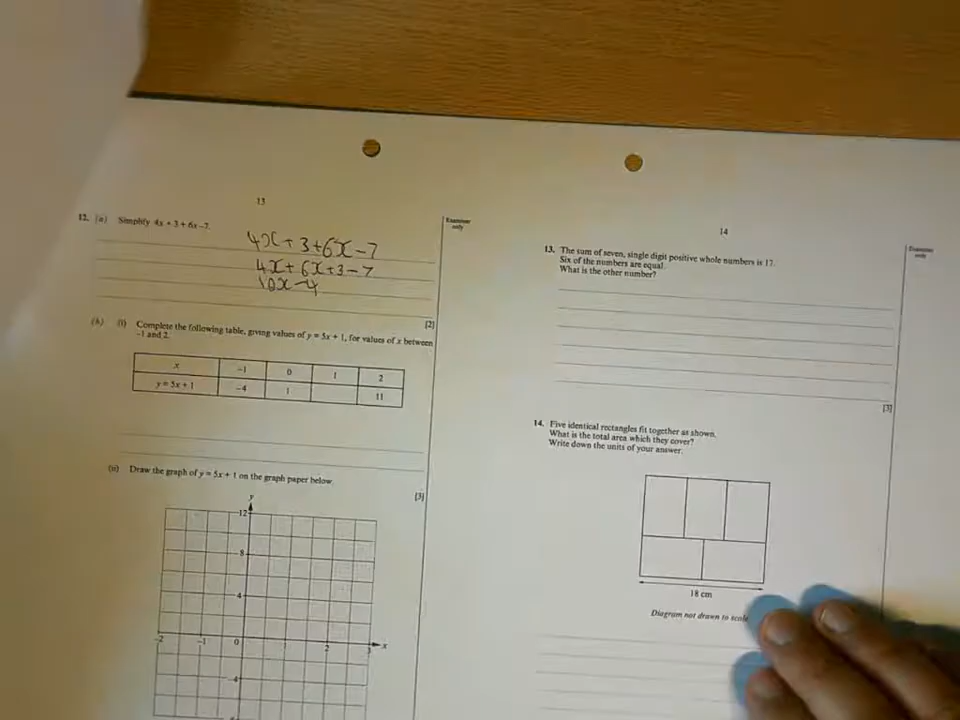 13
12. (a) Simplify 4x + 3 + 6x - 7.
4x + 3 + 6x - 7
4x + 6x + 3 - 7
10x - 4
[2]
Examiner
only
(b) (i) Complete the following table, giving values of y = 5x + 1, for values of x between
-1 and 2.
x -1 0 1 2
y = 5x + 1 -4 1 11
(ii) Draw the graph of y = 5x + 1 on the graph paper below.
[3]
y
12
8
4
-2 -1 0 2 x
-4
14
Examiner
only
13. The sum of seven, single digit positive whole numbers is 17.
Six of the numbers are equal.
What is the other number?
[3]
14. Five identical rectangles fit together as shown.
What is the total area which they cover?
Write down the units of your answer.
18 cm
Diagram not drawn to scale